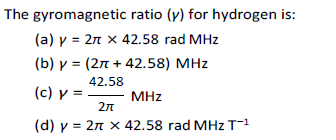 The gyromagnetic ratio (γ) for hydrogen is:
(a) γ = 2π × 42.58 rad MHz
(b) γ = (2π + 42.58) MHz
(c) γ = 42.58/2π MHz
(d) γ = 2π × 42.58 rad MHz T⁻¹